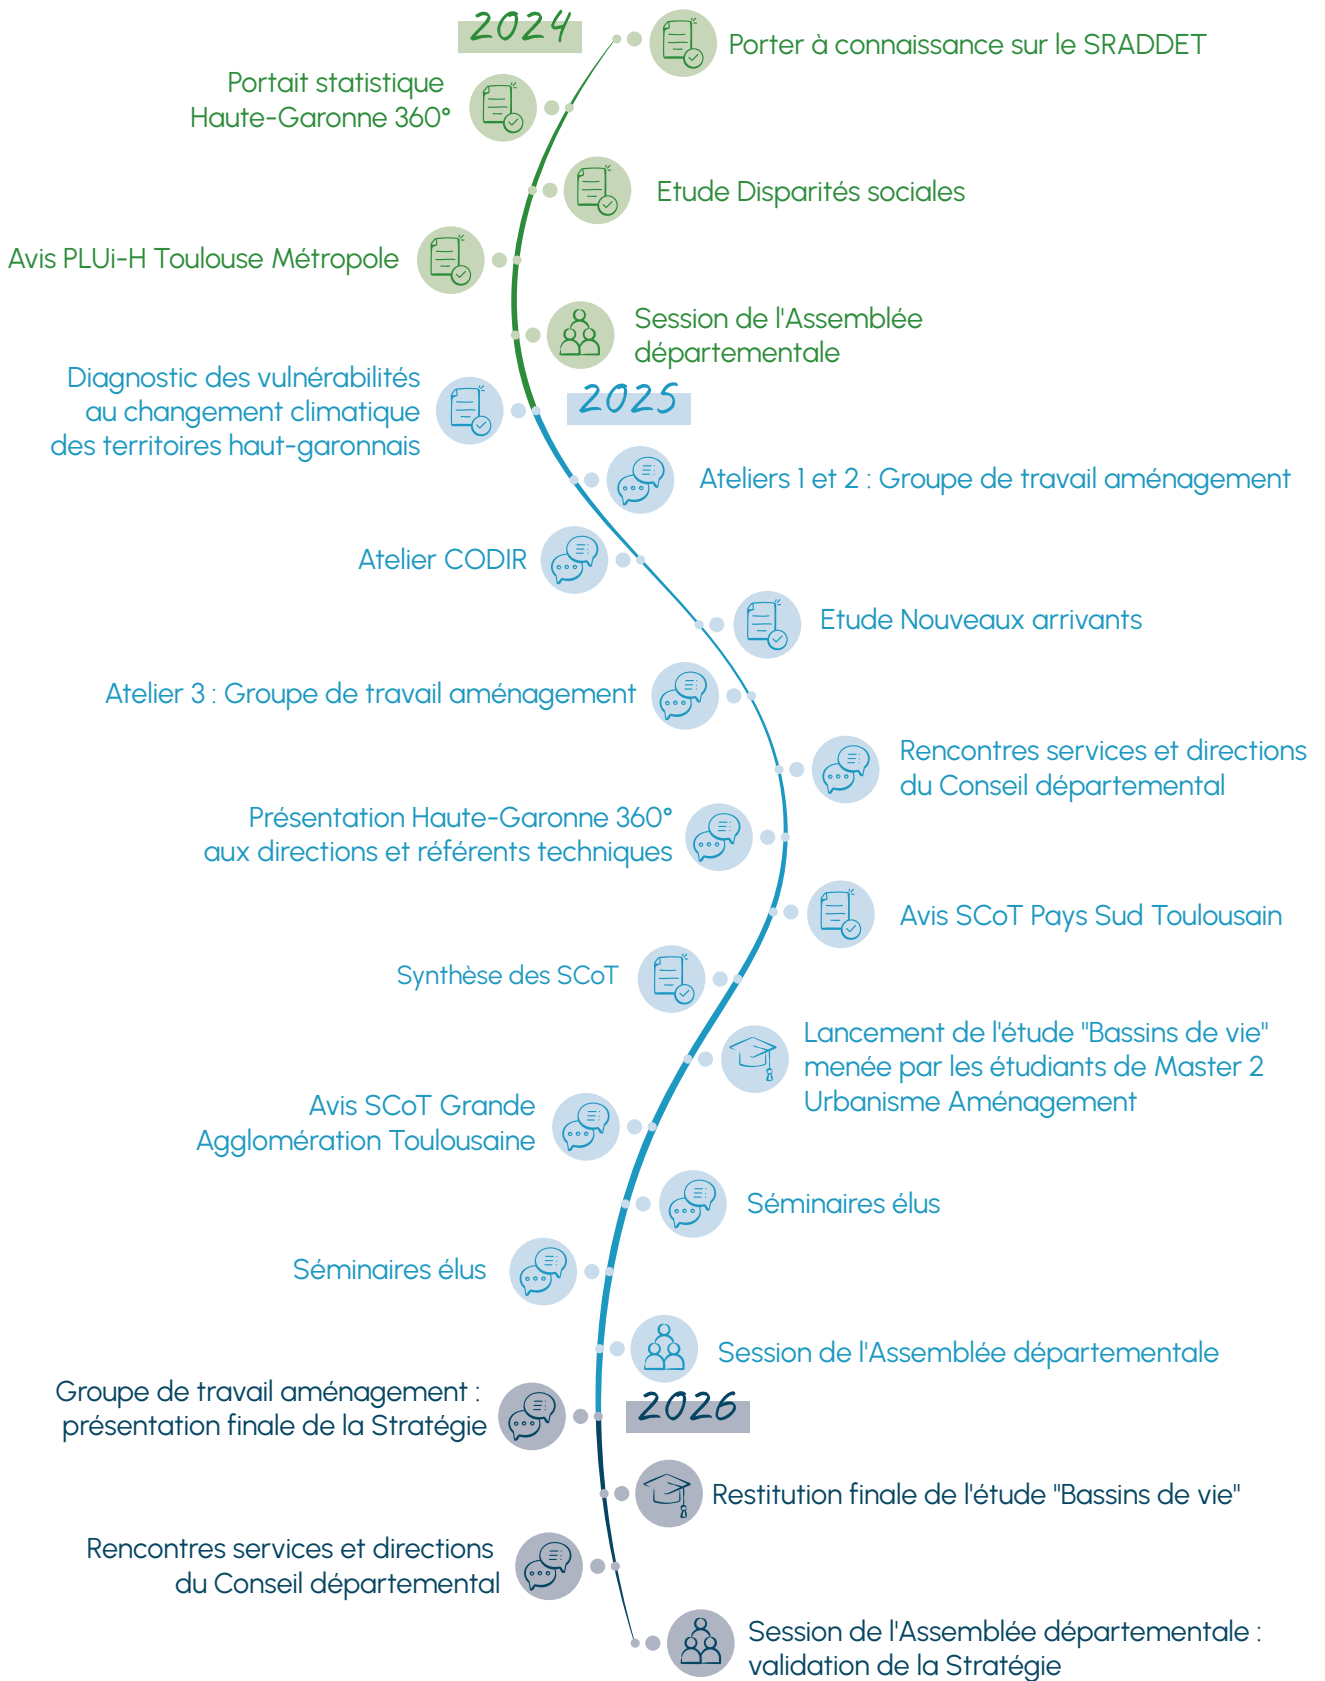 2024
Porter à connaissance sur le SRADDET
Portait statistique
Haute-Garonne 360°
Etude Disparités sociales
Avis PLUi-H Toulouse Métropole
Session de l'Assemblée
départementale
Diagnostic des vulnérabilités
au changement climatique
des territoires haut-garonnais
2025
Ateliers 1 et 2 : Groupe de travail aménagement
Atelier CODIR
Etude Nouveaux arrivants
Atelier 3 : Groupe de travail aménagement
Rencontres services et directions
du Conseil départemental
Présentation Haute-Garonne 360°
aux directions et référents techniques
Avis SCoT Pays Sud Toulousain
Synthèse des SCoT
Lancement de l'étude "Bassins de vie"
menée par les étudiants de Master 2
Urbanisme Aménagement
Avis SCoT Grande
Agglomération Toulousaine
Séminaires élus
Séminaires élus
Session de l'Assemblée départementale
Groupe de travail aménagement :
présentation finale de la Stratégie
2026
Restitution finale de l'étude "Bassins de vie"
Rencontres services et directions
du Conseil départemental
Session de l'Assemblée départementale :
validation de la Stratégie